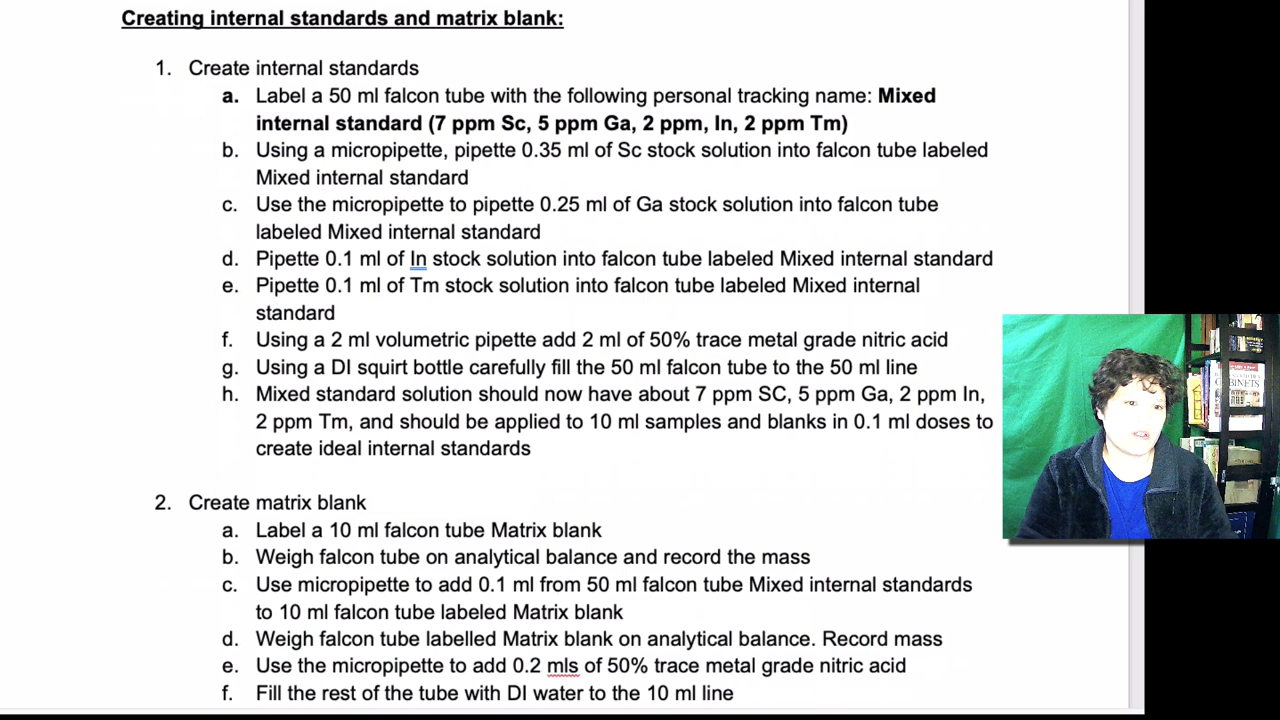 Creating internal standards and matrix blank:
1. Create internal standards
a. Label a 50 ml falcon tube with the following personal tracking name: Mixed
internal standard (7 ppm Sc, 5 ppm Ga, 2 ppm, In, 2 ppm Tm)
b. Using a micropipette, pipette 0.35 ml of Sc stock solution into falcon tube labeled
Mixed internal standard
c. Use the micropipette to pipette 0.25 ml of Ga stock solution into falcon tube
labeled Mixed internal standard
d. Pipette 0.1 ml of In stock solution into falcon tube labeled Mixed internal standard
e. Pipette 0.1 ml of Tm stock solution into falcon tube labeled Mixed internal
standard
f. Using a 2 ml volumetric pipette add 2 ml of 50% trace metal grade nitric acid
g. Using a DI squirt bottle carefully fill the 50 ml falcon tube to the 50 ml line
h. Mixed standard solution should now have about 7 ppm SC, 5 ppm Ga, 2 ppm In,
2 ppm Tm, and should be applied to 10 ml samples and blanks in 0.1 ml doses to
create ideal internal standards
2. Create matrix blank
a. Label a 10 ml falcon tube Matrix blank
b. Weigh falcon tube on analytical balance and record the mass
c. Use micropipette to add 0.1 ml from 50 ml falcon tube Mixed internal standards
to 10 ml falcon tube labeled Matrix blank
d. Weigh falcon tube labelled Matrix blank on analytical balance. Record mass
e. Use the micropipette to add 0.2 mls of 50% trace metal grade nitric acid
f. Fill the rest of the tube with DI water to the 10 ml line